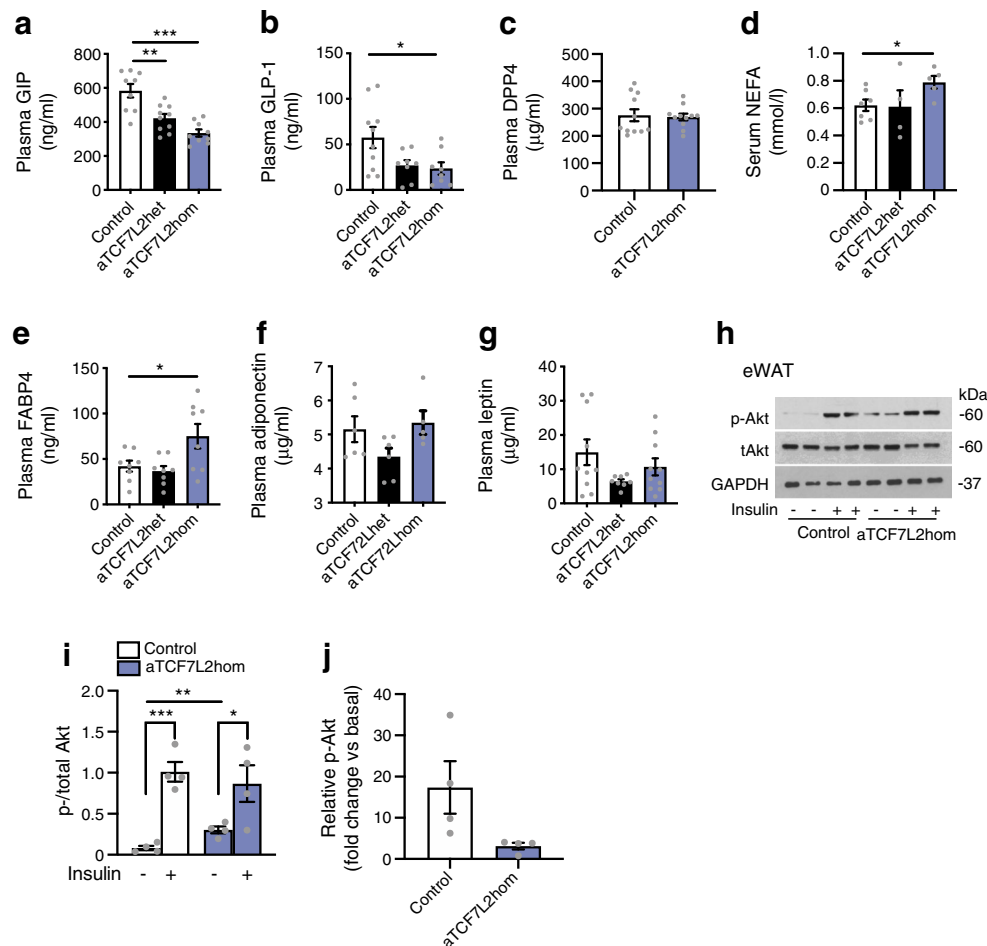 a
Plasma GIP
(ng/ml)
800
600
400
200
0
***
**
Control
aTCF7L2het
aTCF7L2hom
b
Plasma GLP-1
(ng/ml)
150
100
50
0
*
Control
aTCF7L2het
aTCF7L2hom
c
Plasma DPP4
(µg/ml)
500
400
300
200
100
0
Control
aTCF7L2hom
d
Serum NEFA
(mmol/l)
1.0
0.8
0.6
0.4
0.2
0
*
Control
aTCF7L2het
aTCF7L2hom
e
Plasma FABP4
(ng/ml)
150
100
50
0
*
Control
aTCF7L2het
aTCF7L2hom
f
Plasma adiponectin
(µg/ml)
7
6
5
4
3
Control
aTCF72Lhet
aTCF72Lhom
g
Plasma leptin
(µg/ml)
40
30
20
10
0
Control
aTCF7L2het
aTCF7L2hom
h
eWAT
kDa
p-Akt -60
tAkt -60
GAPDH -37
Insulin - - + + - - + +
Control aTCF7L2hom
i
Control
aTCF7L2hom
p-/total Akt
2.0
1.5
1.0
0.5
0
**
*** *
Insulin - + - +
j
Relative p-Akt
(fold change vs basal)
40
30
20
10
0
Control
aTCF7L2hom